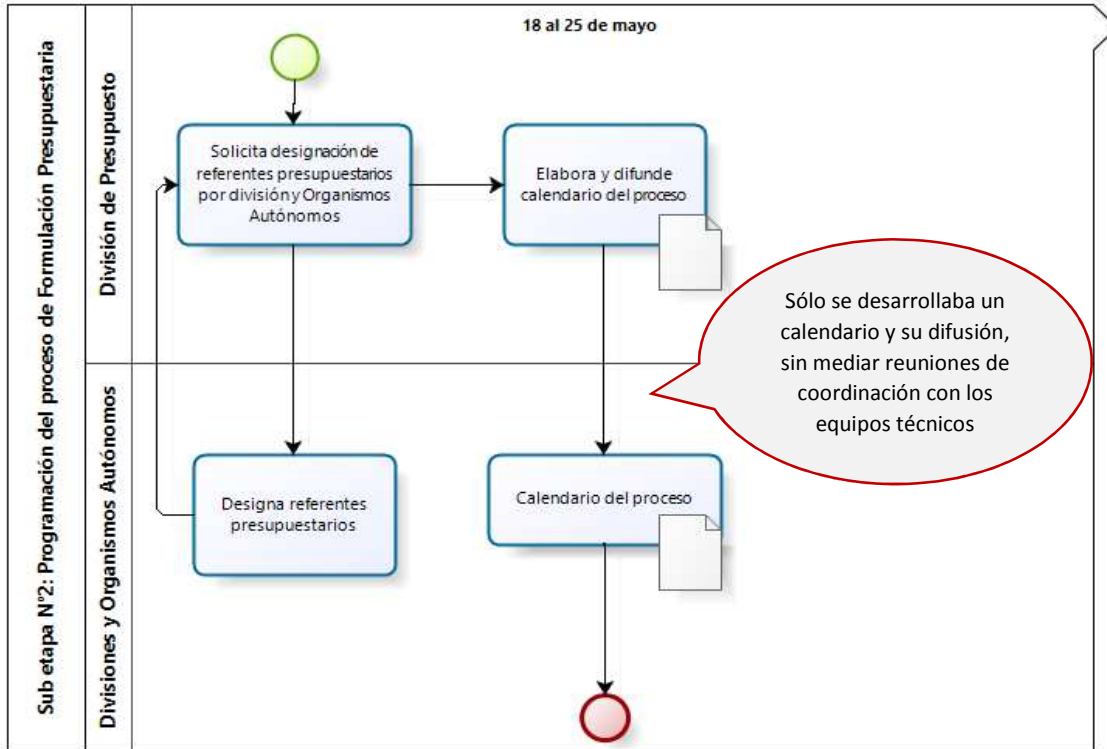 Sub etapa N°2: Programación del proceso de Formulación Presupuestaria
División de Presupuesto
Divisiones y Organismos Autónomos
18 al 25 de mayo
Solicita designación de
referentes presupuestarios
por división y Organismos
Autónomos
Elabora y difunde
calendario del proceso
Sólo se desarrollaba un
calendario y su difusión,
sin mediar reuniones de
coordinación con los
equipos técnicos
Designa referentes
presupuestarios
Calendario del proceso